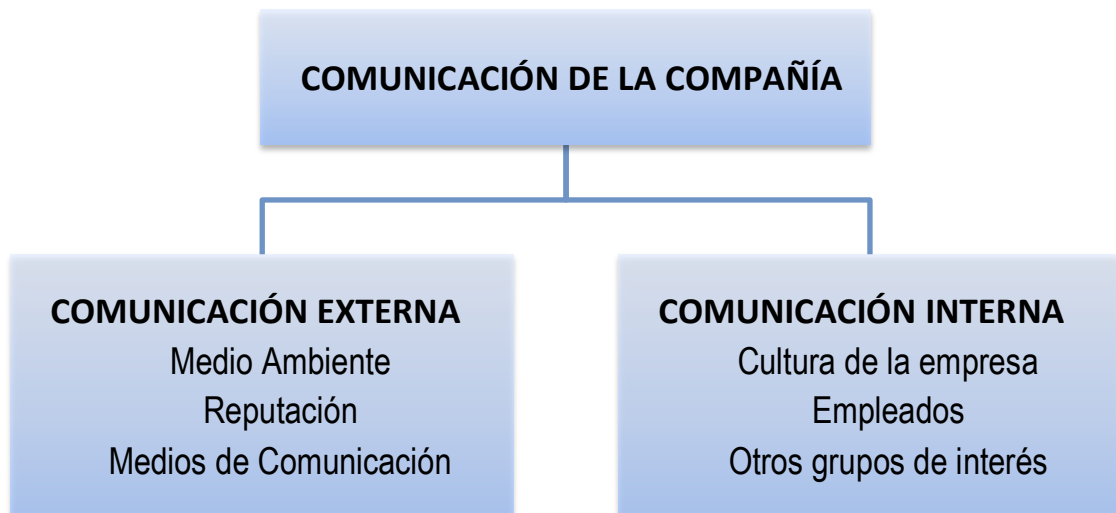 COMUNICACIÓN DE LA COMPAÑÍA
COMUNICACIÓN EXTERNA
Medio Ambiente
Reputación
Medios de Comunicación
COMUNICACIÓN INTERNA
Cultura de la empresa
Empleados
Otros grupos de interés